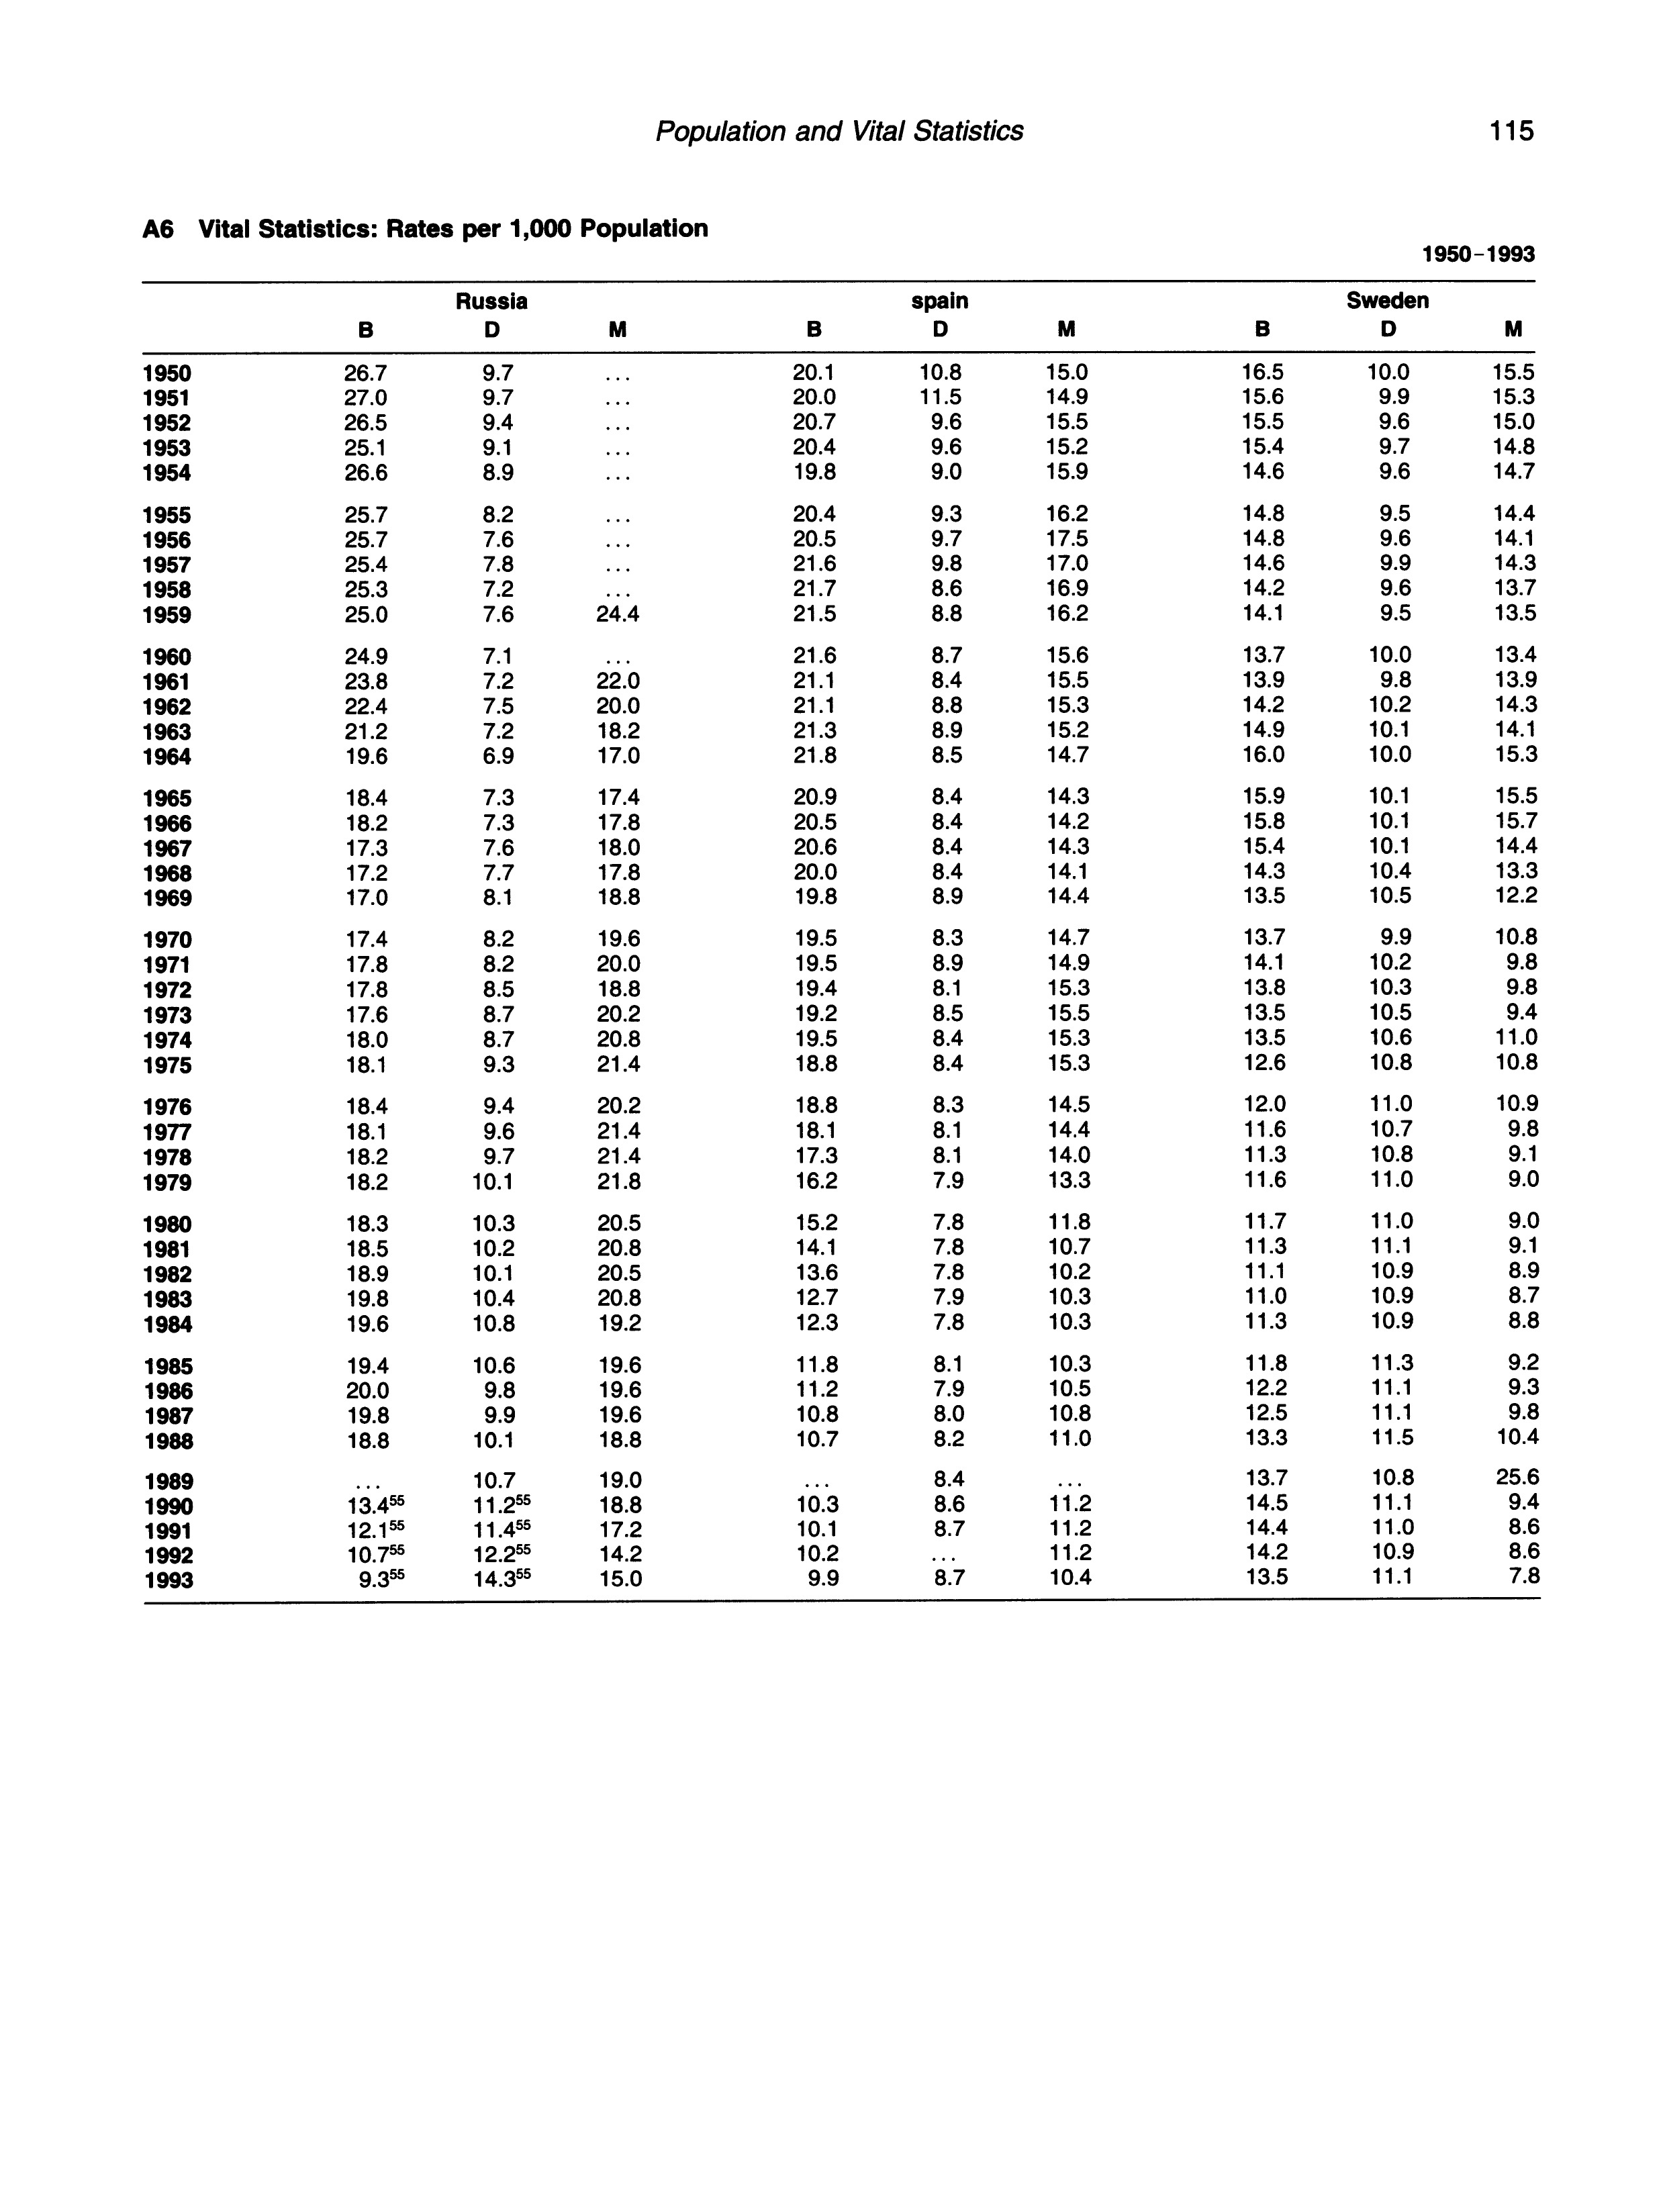 Population and Vital Statistics 115
A6 Vital Statistics: Rates per 1,000 Population
1950-1993
Russia spain Sweden
B D M B D M B D M
1950 26.7 9.7 ... 20.1 10.8 15.0 16.5 10.0 15.5
1951 27.0 9.7 ... 20.0 11.5 14.9 15.6 9.9 15.3
1952 26.5 9.4 ... 20.7 9.6 15.5 15.5 9.6 15.0
1953 25.1 9.1 ... 20.4 9.6 15.2 15.4 9.7 14.8
1954 26.6 8.9 ... 19.8 9.0 15.9 14.6 9.6 14.7
1955 25.7 8.2 ... 20.4 9.3 16.2 14.8 9.5 14.4
1956 25.7 7.6 ... 20.5 9.7 17.5 14.8 9.6 14.1
1957 25.4 7.8 ... 21.6 9.8 17.0 14.6 9.9 14.3
1958 25.3 7.2 ... 21.7 8.6 16.9 14.2 9.6 13.7
1959 25.0 7.6 24.4 21.5 8.8 16.2 14.1 9.5 13.5
1960 24.9 7.1 ... 21.6 8.7 15.6 13.7 10.0 13.4
1961 23.8 7.2 22.0 21.1 8.4 15.5 13.9 9.8 13.9
1962 22.4 7.5 20.0 21.1 8.8 15.3 14.2 10.2 14.3
1963 21.2 7.2 18.2 21.3 8.9 15.2 14.9 10.1 14.1
1964 19.6 6.9 17.0 21.8 8.5 14.7 16.0 10.0 15.3
1965 18.4 7.3 17.4 20.9 8.4 14.3 15.9 10.1 15.5
1966 18.2 7.3 17.8 20.5 8.4 14.2 15.8 10.1 15.7
1967 17.3 7.6 18.0 20.6 8.4 14.3 15.4 10.1 14.4
1968 17.2 7.7 17.8 20.0 8.4 14.1 14.3 10.4 13.3
1969 17.0 8.1 18.8 19.8 8.9 14.4 13.5 10.5 12.2
1970 17.4 8.2 19.6 19.5 8.3 14.7 13.7 9.9 10.8
1971 17.8 8.2 20.0 19.5 8.9 14.9 14.1 10.2 9.8
1972 17.8 8.5 18.8 19.4 8.1 15.3 13.8 10.3 9.8
1973 17.6 8.7 20.2 19.2 8.5 15.5 13.5 10.5 9.4
1974 18.0 8.7 20.8 19.5 8.4 15.3 13.5 10.6 11.0
1975 18.1 9.3 21.4 18.8 8.4 15.3 12.6 10.8 10.8
1976 18.4 9.4 20.2 18.8 8.3 14.5 12.0 11.0 10.9
1977 18.1 9.6 21.4 18.1 8.1 14.4 11.6 10.7 9.8
1978 18.2 9.7 21.4 17.3 8.1 14.0 11.3 10.8 9.1
1979 18.2 10.1 21.8 16.2 7.9 13.3 11.6 11.0 9.0
1980 18.3 10.3 20.5 15.2 7.8 11.8 11.7 11.0 9.0
1981 18.5 10.2 20.8 14.1 7.8 10.7 11.3 11.1 9.1
1982 18.9 10.1 20.5 13.6 7.8 10.2 11.1 10.9 8.9
1983 19.8 10.4 20.8 12.7 7.9 10.3 11.0 10.9 8.7
1984 19.6 10.8 19.2 12.3 7.8 10.3 11.3 10.9 8.8
1985 19.4 10.6 19.6 11.8 8.1 10.3 11.8 11.3 9.2
1986 20.0 9.8 19.6 11.2 7.9 10.5 12.2 11.1 9.3
1987 19.8 9.9 19.6 10.8 8.0 10.8 12.5 11.1 9.8
1988 18.8 10.1 18.8 10.7 8.2 11.0 13.3 11.5 10.4
1989 ... 10.7 19.0 ... 8.4 ... 13.7 10.8 25.6
1990 13.4⁵⁵ 11.2⁵⁵ 18.8 10.3 8.6 11.2 14.5 11.1 9.4
1991 12.1⁵⁵ 11.4⁵⁵ 17.2 10.1 8.7 11.2 14.4 11.0 8.6
1992 10.7⁵⁵ 12.2⁵⁵ 14.2 10.2 ... 11.2 14.2 10.9 8.6
1993 9.3⁵⁵ 14.3⁵⁵ 15.0 9.9 8.7 10.4 13.5 11.1 7.8